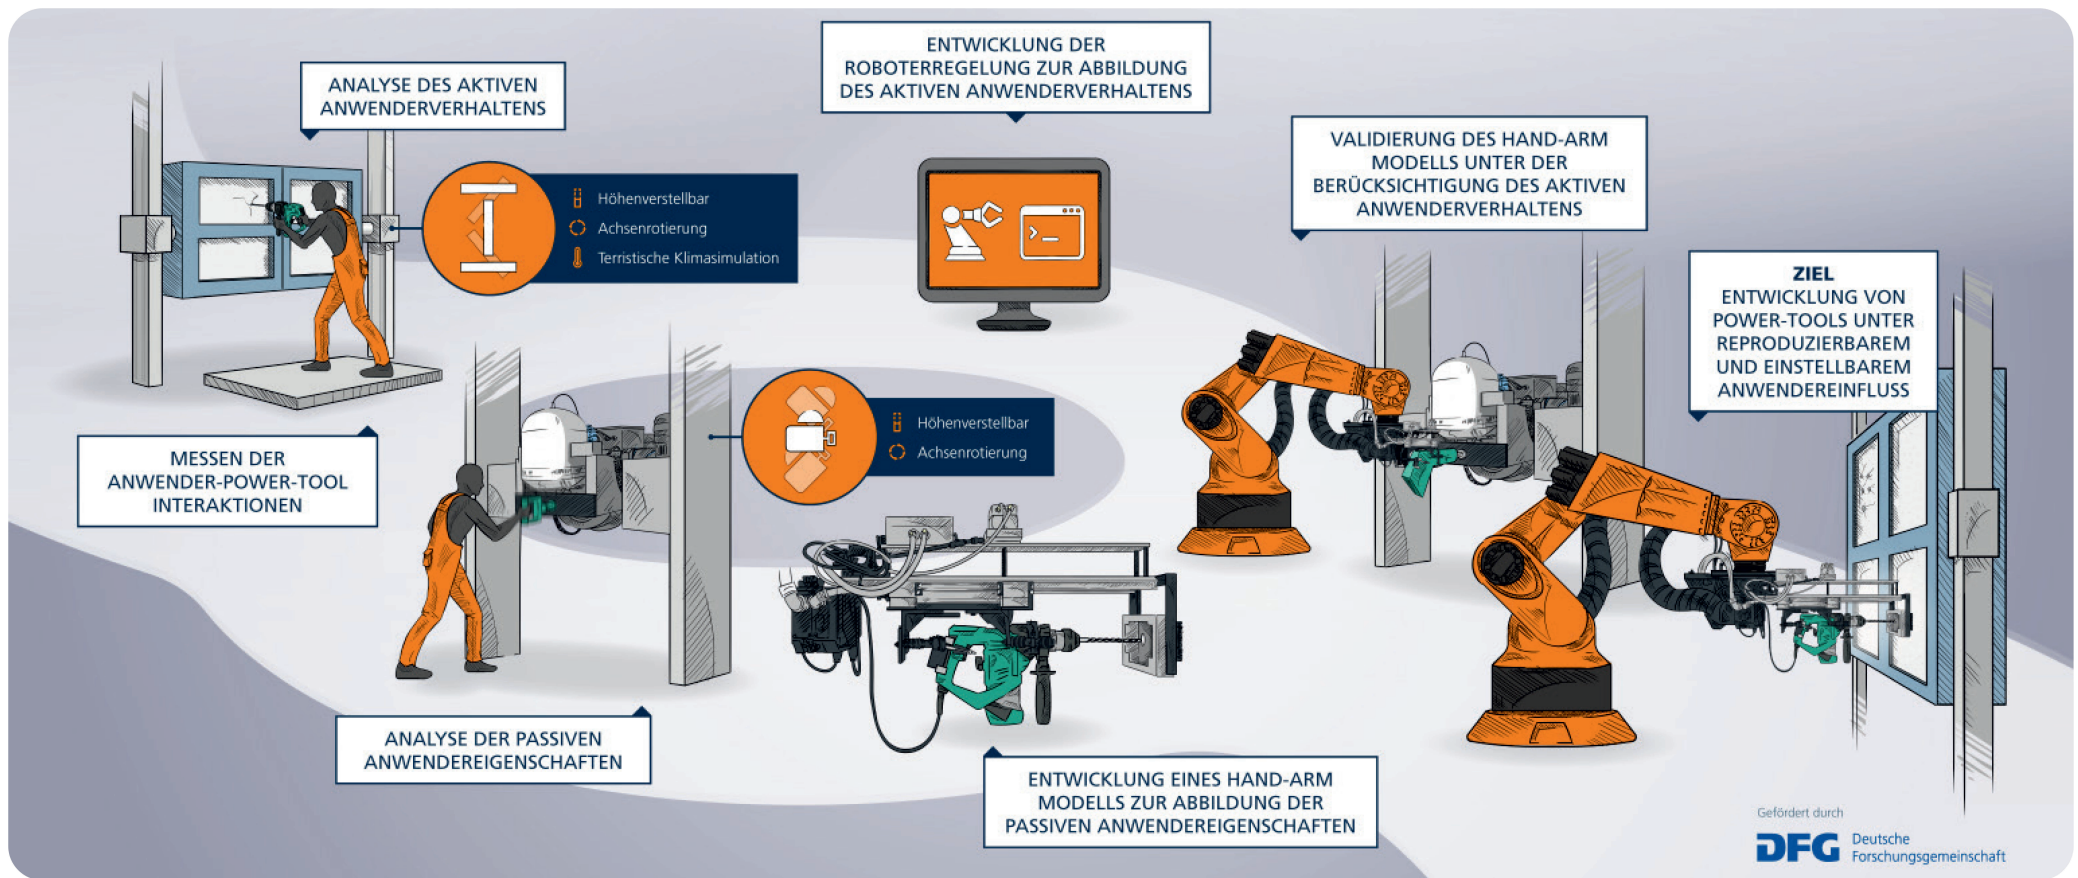 ANALYSE DES AKTIVEN
ANWENDERVERHALTENS
Höhenverstellbar
Achsenrotierung
Terristische Klimasimulation
MESSEN DER
ANWENDER-POWER-TOOL
INTERAKTIONEN
ENTWICKLUNG DER
ROBOTERREGELUNG ZUR ABBILDUNG
DES AKTIVEN ANWENDERVERHALTENS
Höhenverstellbar
Achsenrotierung
ANALYSE DER PASSIVEN
ANWENDEREIGENSCHAFTEN
ENTWICKLUNG EINES HAND-ARM
MODELLS ZUR ABBILDUNG DER
PASSIVEN ANWENDEREIGENSCHAFTEN
VALIDIERUNG DES HAND-ARM
MODELLS UNTER DER
BERÜCKSICHTIGUNG DES AKTIVEN
ANWENDERVERHALTENS
ZIEL
ENTWICKLUNG VON
POWER-TOOLS UNTER
REPRODUZIERBAREM
UND EINSTELLBAREM
ANWENDEREINFLUSS
Gefördert durch
DFG
Deutsche
Forschungsgemeinschaft